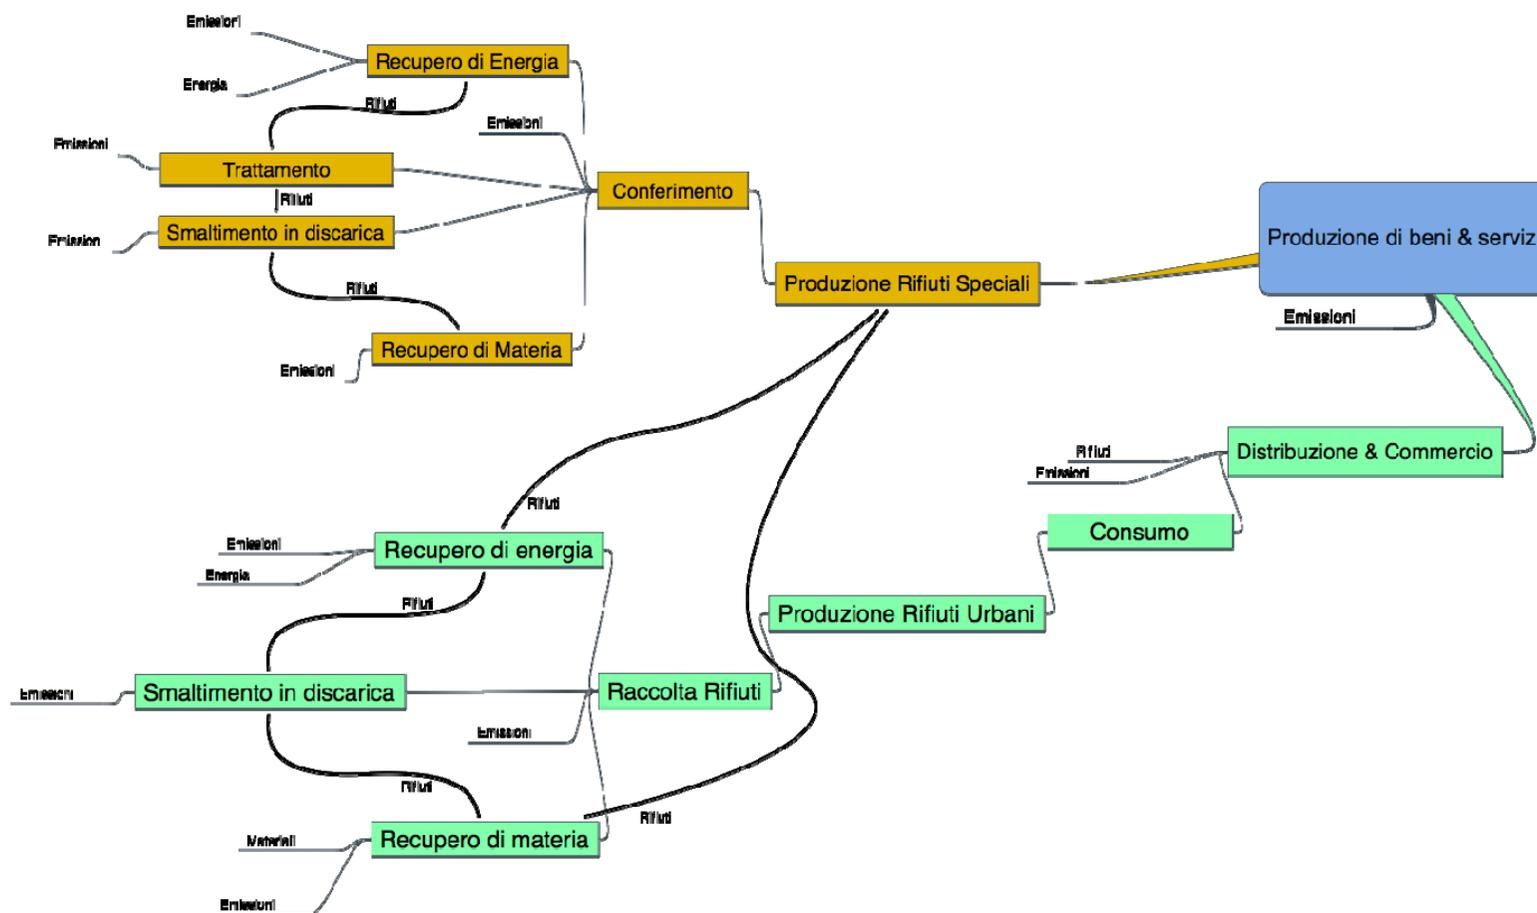 Emissioni
Recupero di Energia
Energia
Rifiuti
Emissioni
Emissioni
Trattamento
Conferimento
Rifiuti
Smaltimento in discarica
Emission
Produzione di beni & serviz
Produzione Rifiuti Speciali
Rifiuti
Emissioni
Recupero di Materia
Emissioni
Distribuzione & Commercio
Rifiuti
Emissioni
Rifiuti
Consumo
Emissioni
Recupero di energia
Energia
Rifiuti
Produzione Rifiuti Urbani
Emissioni
Smaltimento in discarica
Raccolta Rifiuti
Emissioni
Rifiuti
Rifiuti
Materiali
Recupero di materia
Emissioni